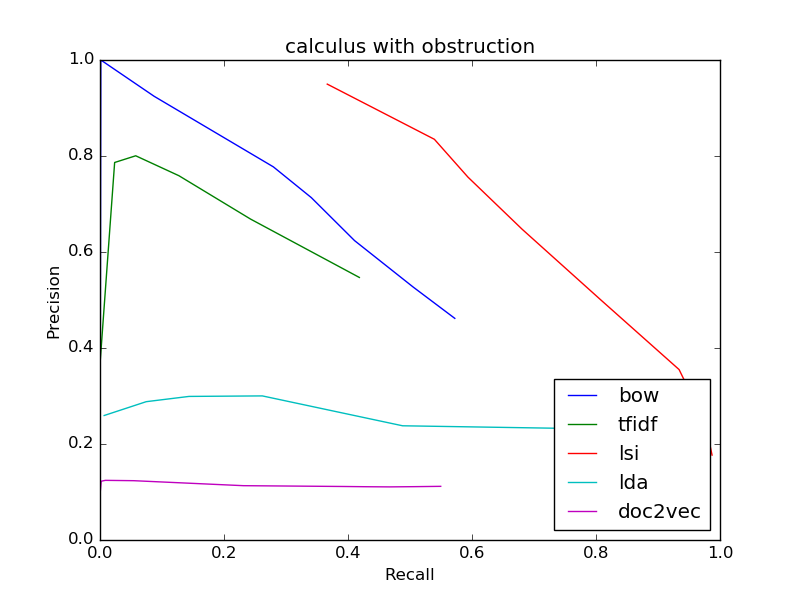 calculus with obstruction
1.0
0.8
0.6
0.4
0.2
0.0
Precision
0.0 0.2 0.4 0.6 0.8 1.0
Recall
bow
tfidf
lsi
lda
doc2vec